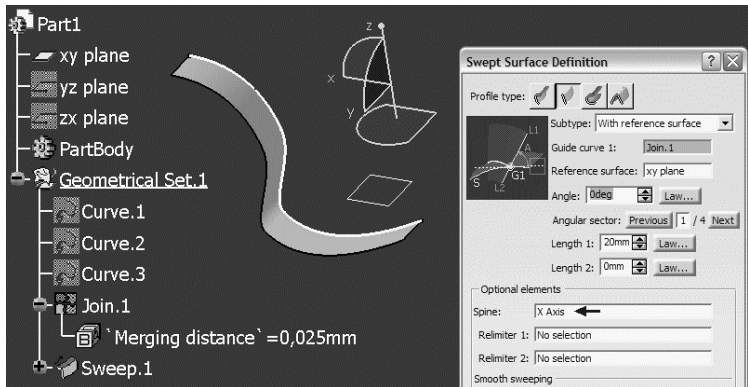 Part1
xy plane
yz plane
zx plane
PartBody
Geometrical Set.1
Curve.1
Curve.2
Curve.3
Join.1
`Merging distance`=0,025mm
Sweep.1
z
x
y
Swept Surface Definition
? X
Profile type:
L1
A
G1
S
L2
Subtype: With reference surface
Guide curve 1: Join.1
Reference surface: xy plane
Angle: 0deg Law...
Angular sector: Previous 1 / 4 Next
Length 1: 20mm Law...
Length 2: 0mm Law...
Optional elements
Spine: X Axis
Relimiter 1: No selection
Relimiter 2: No selection
Smooth sweeping